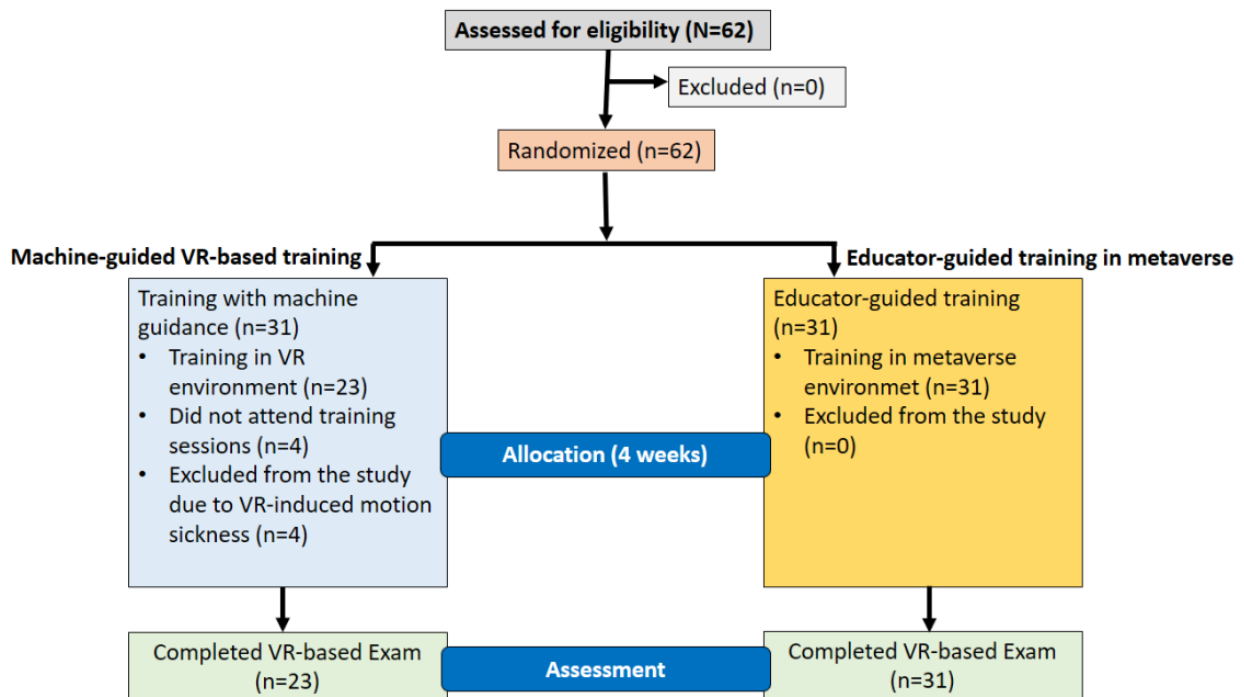 Assessed for eligibility (N=62)
Excluded (n=0)
Randomized (n=62)
Machine-guided VR-based training
Educator-guided training in metaverse
Training with machine
guidance (n=31)
• Training in VR
environment (n=23)
• Did not attend training
sessions (n=4)
• Excluded from the study
due to VR-induced motion
sickness (n=4)
Educator-guided training
(n=31)
• Training in metaverse
environmet (n=31)
• Excluded from the study
(n=0)
Allocation (4 weeks)
Completed VR-based Exam
(n=23)
Assessment
Completed VR-based Exam
(n=31)